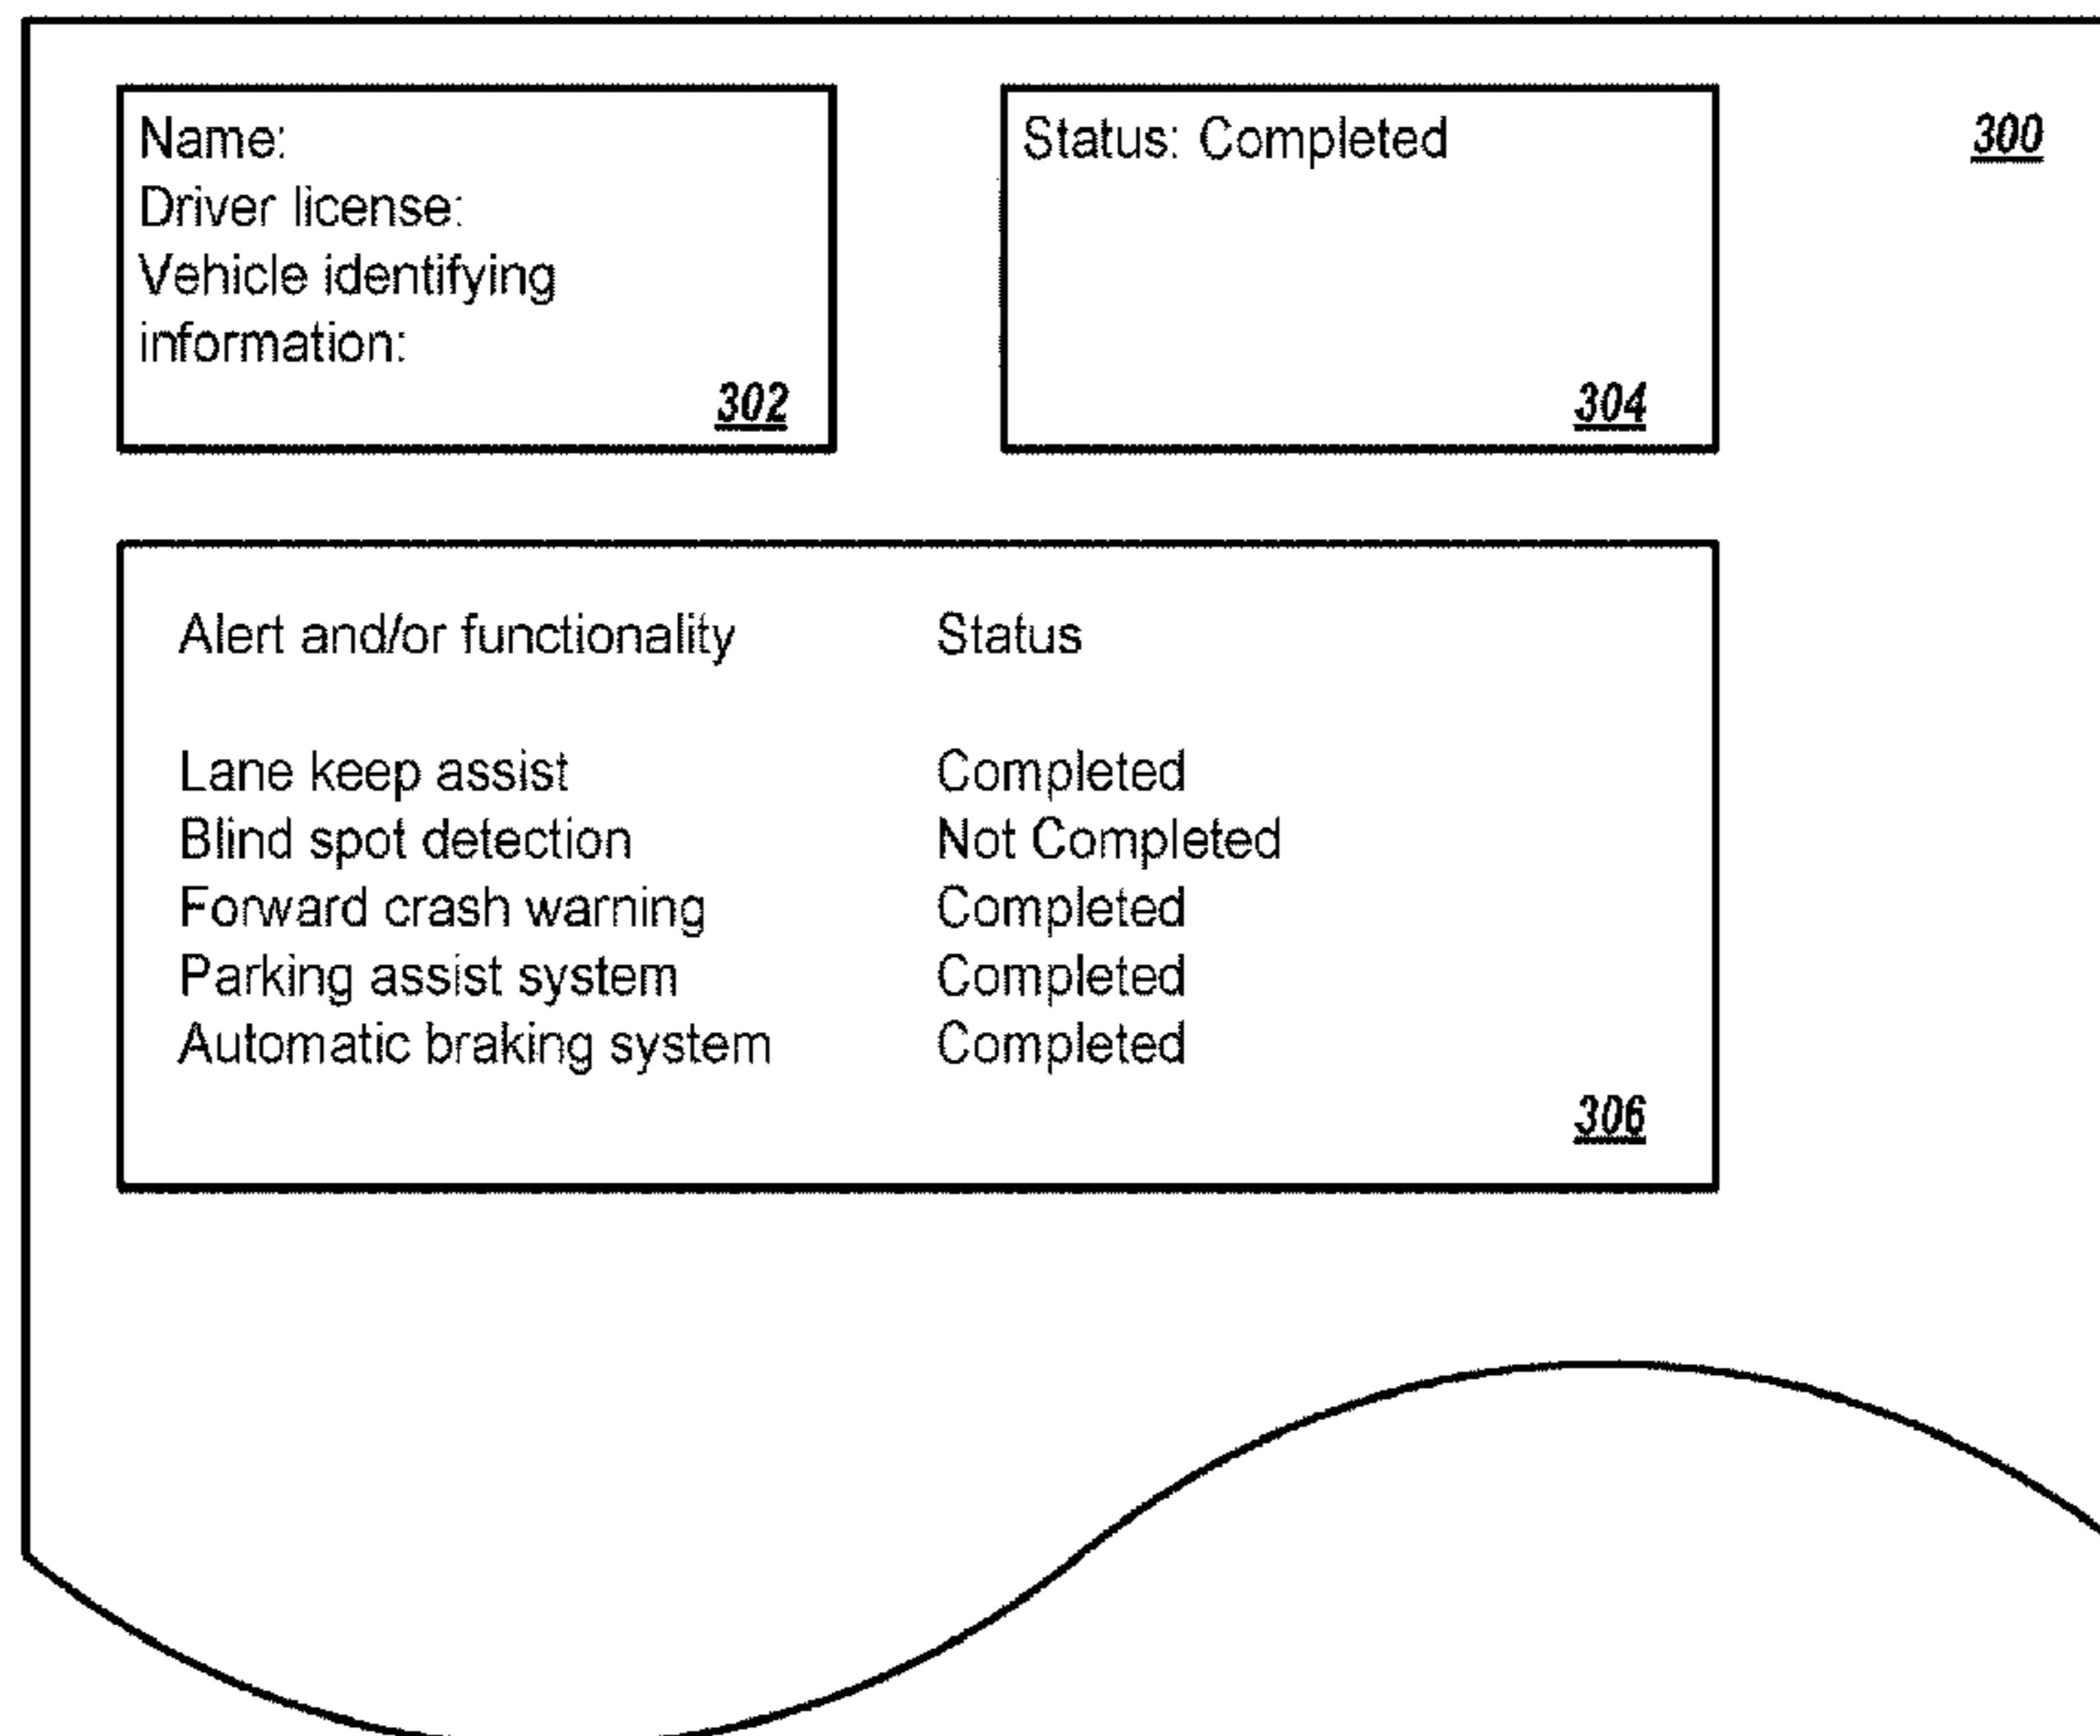 Name:
Driver license:
Vehicle identifying
information:
302
Status: Completed
304
300
Alert and/or functionality Status
Lane keep assist Completed
Blind spot detection Not Completed
Forward crash warning Completed
Parking assist system Completed
Automatic braking system Completed
306